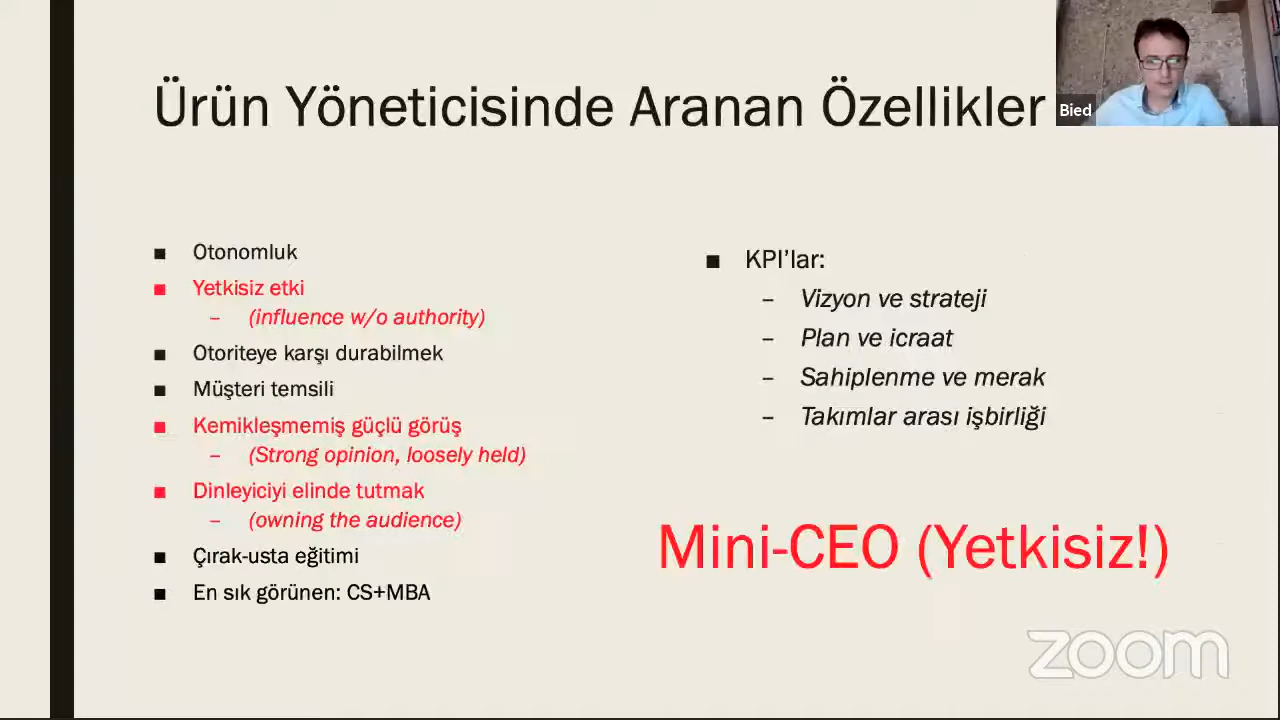 Ürün Yöneticisinde Aranan Özellikler
Bied
Otonomluk
Yetkisiz etki
– (influence w/o authority)
Otoriteye karşı durabilmek
Müşteri temsili
Kemikleşmemiş güçlü görüş
– (Strong opinion, loosely held)
Dinleyiciyi elinde tutmak
– (owning the audience)
Çırak-usta eğitimi
En sık görünen: CS+MBA
KPI’lar:
– Vizyon ve strateji
– Plan ve icraat
– Sahiplenme ve merak
– Takımlar arası işbirliği
Mini-CEO (Yetkisiz!)
zoom